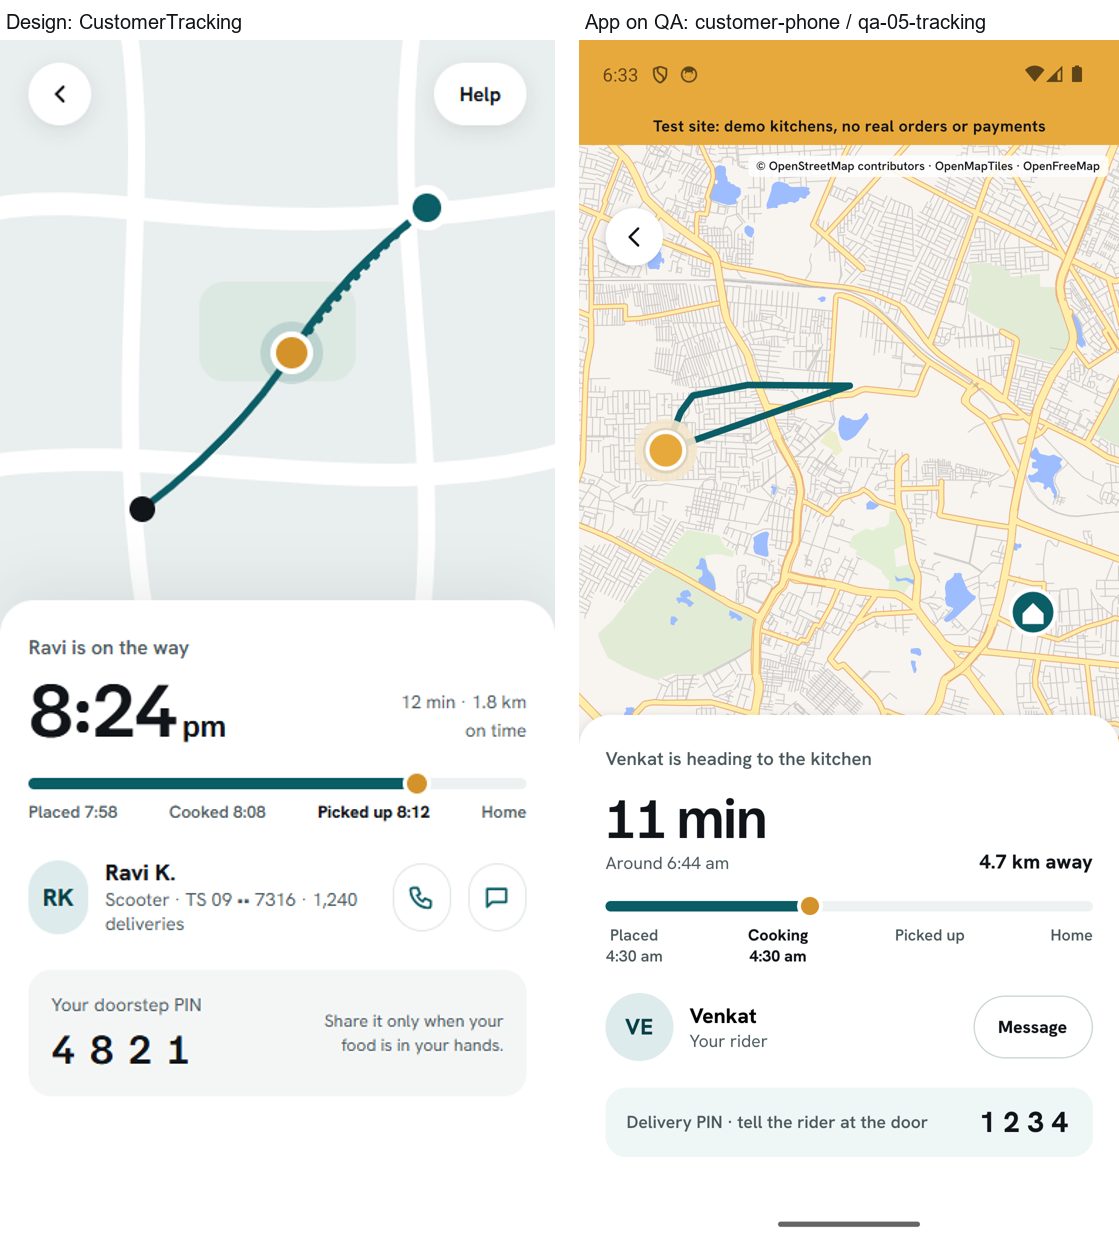 Design: CustomerTracking
Help
Ravi is on the way
8:24 pm
12 min · 1.8 km
on time
Placed 7:58
Cooked 8:08
Picked up 8:12
Home
RK
Ravi K.
Scooter · TS 09 •• 7316 · 1,240
deliveries
Your doorstep PIN
4 8 2 1
Share it only when your
food is in your hands.
App on QA: customer-phone / qa-05-tracking
6:33
Test site: demo kitchens, no real orders or payments
© OpenStreetMap contributors · OpenMapTiles · OpenFreeMap
Venkat is heading to the kitchen
11 min
Around 6:44 am
4.7 km away
Placed
4:30 am
Cooking
4:30 am
Picked up
Home
VE
Venkat
Your rider
Message
Delivery PIN · tell the rider at the door
1 2 3 4